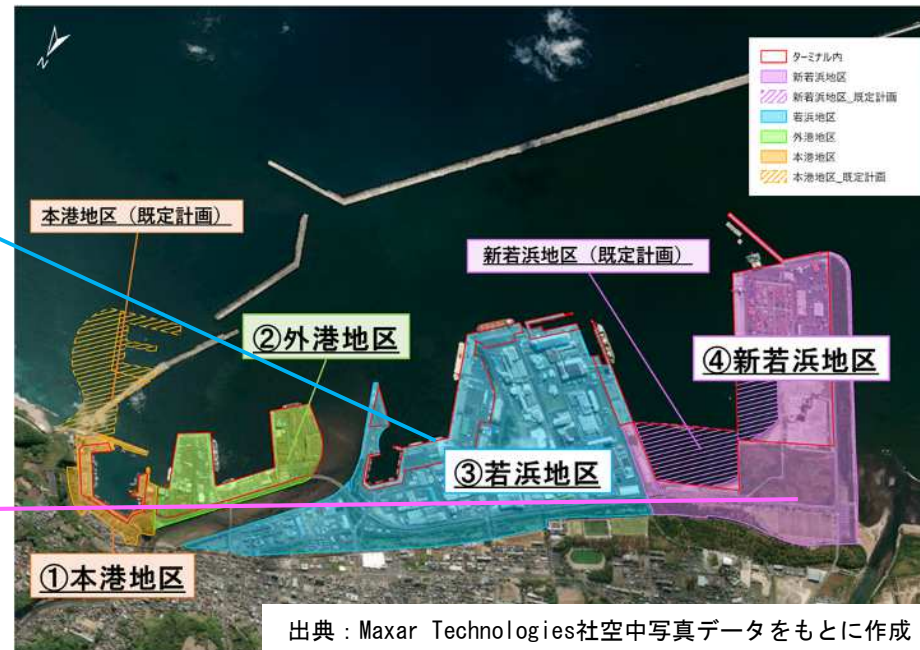 N
ターミナル内
新若浜地区
新若浜地区_既定計画
若浜地区
外港地区
本港地区
本港地区_既定計画
本港地区（既定計画）
新若浜地区（既定計画）
②外港地区
④新若浜地区
③若浜地区
①本港地区
出典：Maxar Technologies社空中写真データをもとに作成